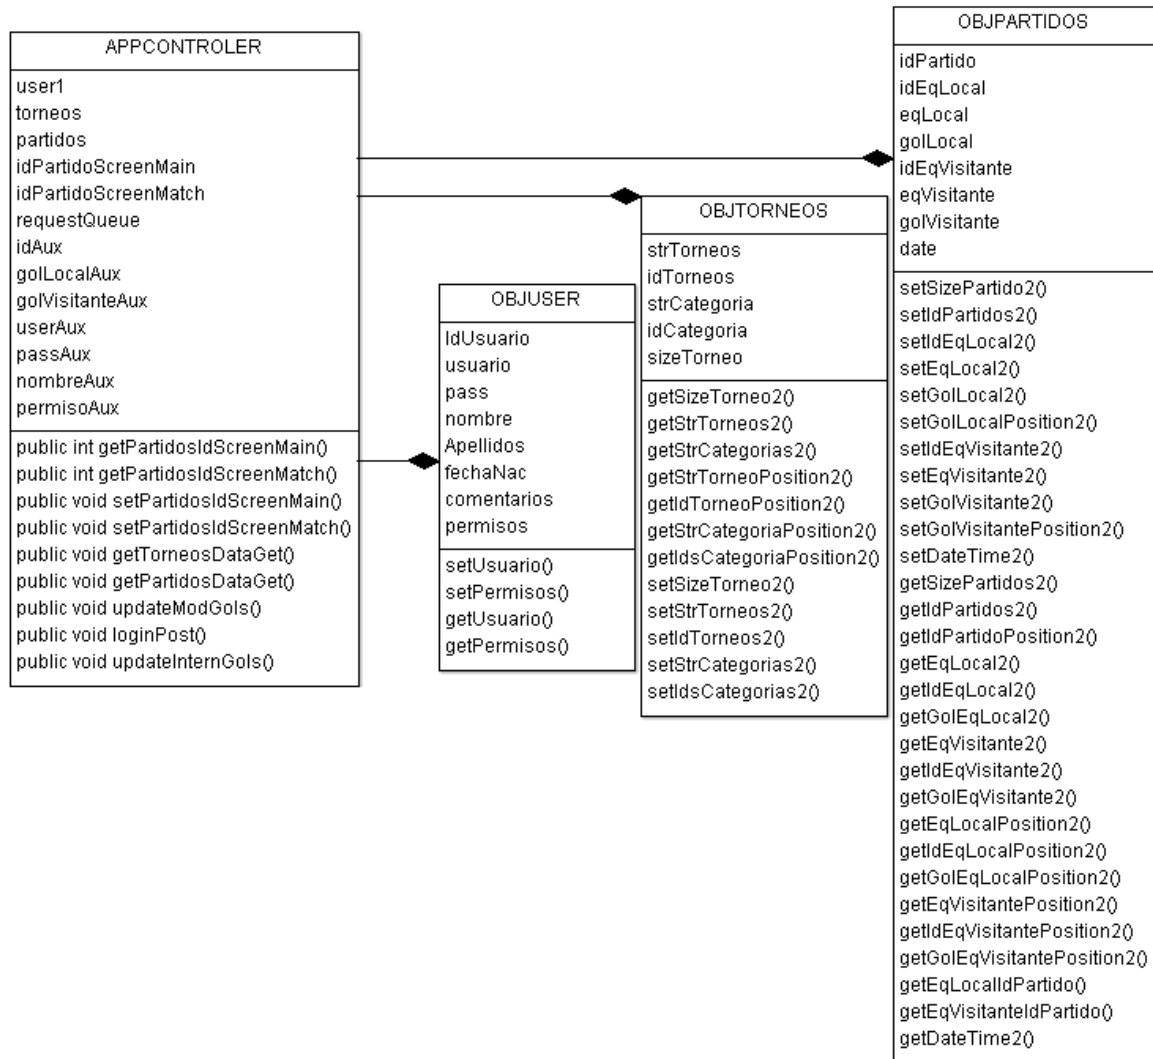 APPCONTROLER
user1
torneos
partidos
idPartidoScreenMain
idPartidoScreenMatch
requestQueue
idAux
golLocalAux
golVisitanteAux
userAux
passAux
nombreAux
permisoAux
public int getPartidosIdScreenMain()
public int getPartidosIdScreenMatch()
public void setPartidosIdScreenMain()
public void setPartidosIdScreenMatch()
public void getTorneosDataGet()
public void getPartidosDataGet()
public void updateModGols()
public void loginPost()
public void updateInternGols()
OBJUSER
IdUsuario
usuario
pass
nombre
Apellidos
fechaNac
comentarios
permisos
setUsuario()
setPermisos()
getUsuario()
getPermisos()
OBJTORNEOS
strTorneos
idTorneos
strCategoria
idCategoria
sizeTorneo
getSizeTorneo2()
getStrTorneos2()
getStrCategorias2()
getStrTorneoPosition2()
getIdTorneoPosition2()
getStrCategoriaPosition2()
getIdsCategoriaPosition2()
setSizeTorneo2()
setStrTorneos2()
setIdTorneos2()
setStrCategorias2()
setIdsCategorias2()
OBJPARTIDOS
idPartido
idEqLocal
eqLocal
golLocal
idEqVisitante
eqVisitante
golVisitante
date
setSizePartido2()
setIdPartidos2()
setIdEqLocal2()
setEqLocal2()
setGolLocal2()
setGolLocalPosition2()
setIdEqVisitante2()
setEqVisitante2()
setGolVisitante2()
setGolVisitantePosition2()
setDateTime2()
getSizePartidos2()
getIdPartidos2()
getIdPartidoPosition2()
getEqLocal2()
getIdEqLocal2()
getGolEqLocal2()
getEqVisitante2()
getIdEqVisitante2()
getGolEqVisitante2()
getEqLocalPosition2()
getIdEqLocalPosition2()
getGolEqLocalPosition2()
getEqVisitantePosition2()
getIdEqVisitantePosition2()
getGolEqVisitantePosition2()
getEqLocalIdPartido()
getEqVisitanteIdPartido()
getDateTime2()